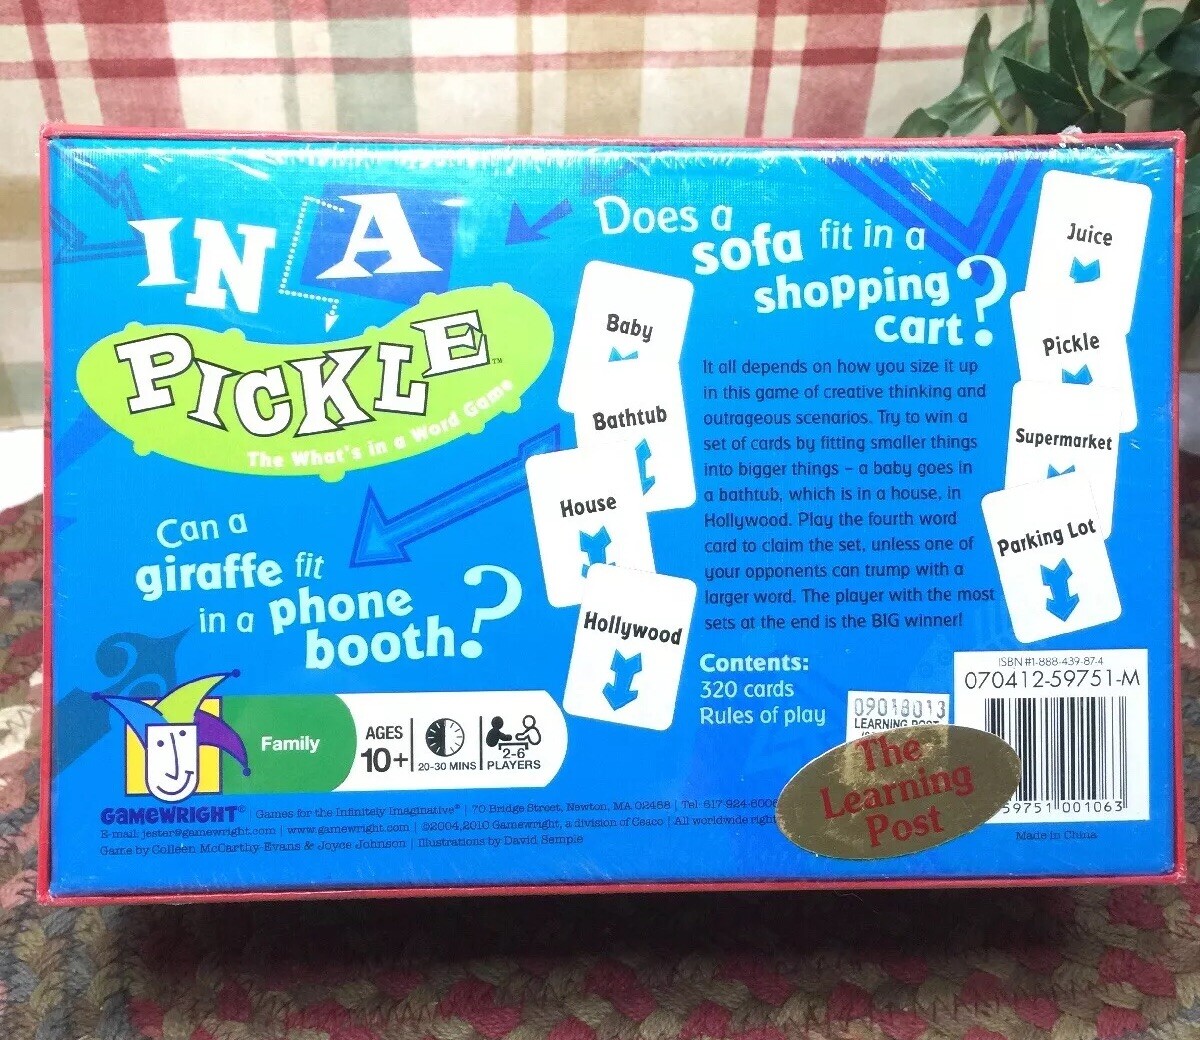 IN A
PICKLE™
The What's in a Word Game
Does a
sofa fit in a
shopping
cart?
Can a
giraffe fit
in a phone
booth?
Baby
Bathtub
House
Hollywood
Juice
Pickle
Supermarket
Parking Lot
It all depends on how you size it up
in this game of creative thinking and
outrageous scenarios. Try to win a
set of cards by fitting smaller things
into bigger things – a baby goes in
a bathtub, which is in a house, in
Hollywood. Play the fourth word
card to claim the set, unless one of
your opponents can trump with a
larger word. The player with the most
sets at the end is the BIG winner!
Contents:
320 cards
Rules of play
Family
AGES
10+
20-30 MINS
2-6
PLAYERS
GAMEWRIGHT® Games for the Infinitely Imaginative® | 70 Bridge Street, Newton, MA 02458 | Tel: 617-924-6006
E-mail: jester@gamewright.com | www.gamewright.com | ©2004, 2010 Gamewright, a division of Ceaco | All worldwide right
Game by Colleen McCarthy-Evans & Joyce Johnson | Illustrations by David Semple
ISBN #1-888-439-87-4
070412-59751-M
09018013
LEARNING POST
The
Learning
Post
59751 001063
Made in China